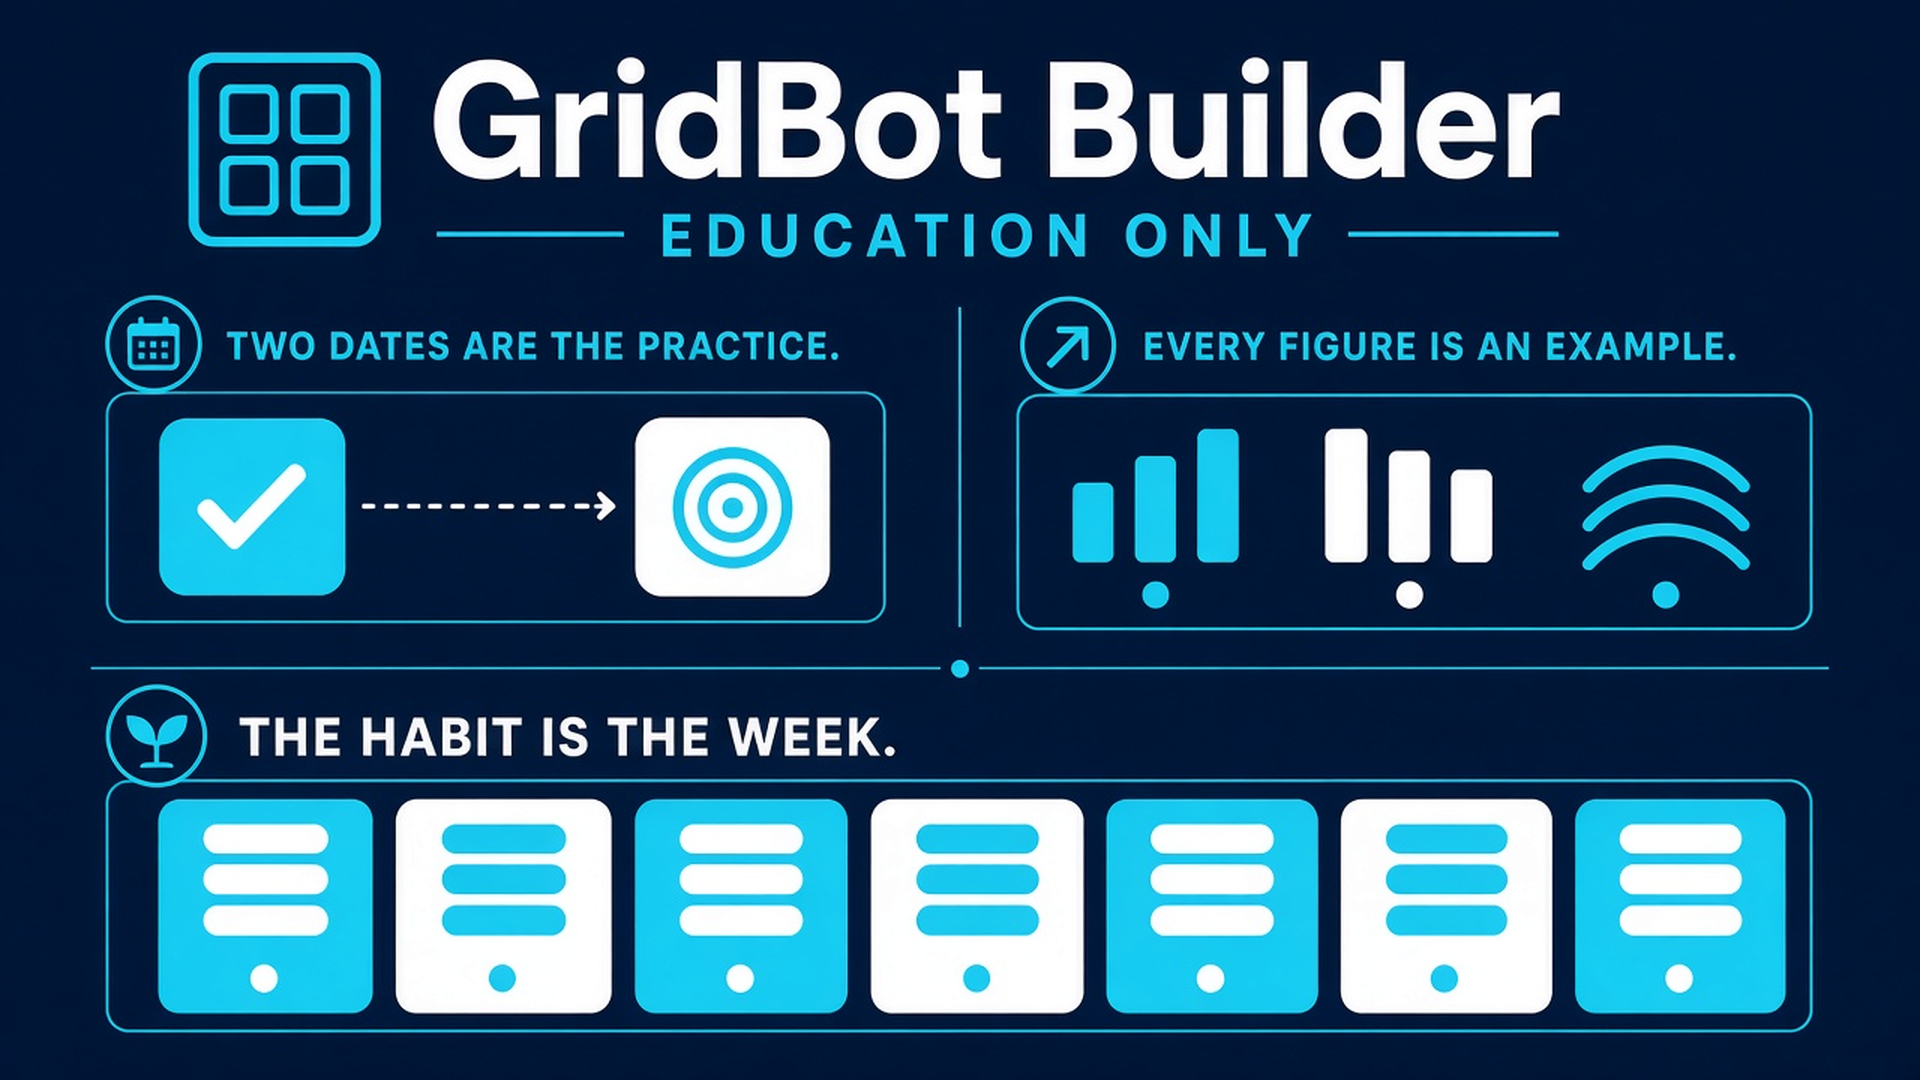 GridBot Builder
EDUCATION ONLY
TWO DATES ARE THE PRACTICE.
EVERY FIGURE IS AN EXAMPLE.
THE HABIT IS THE WEEK.